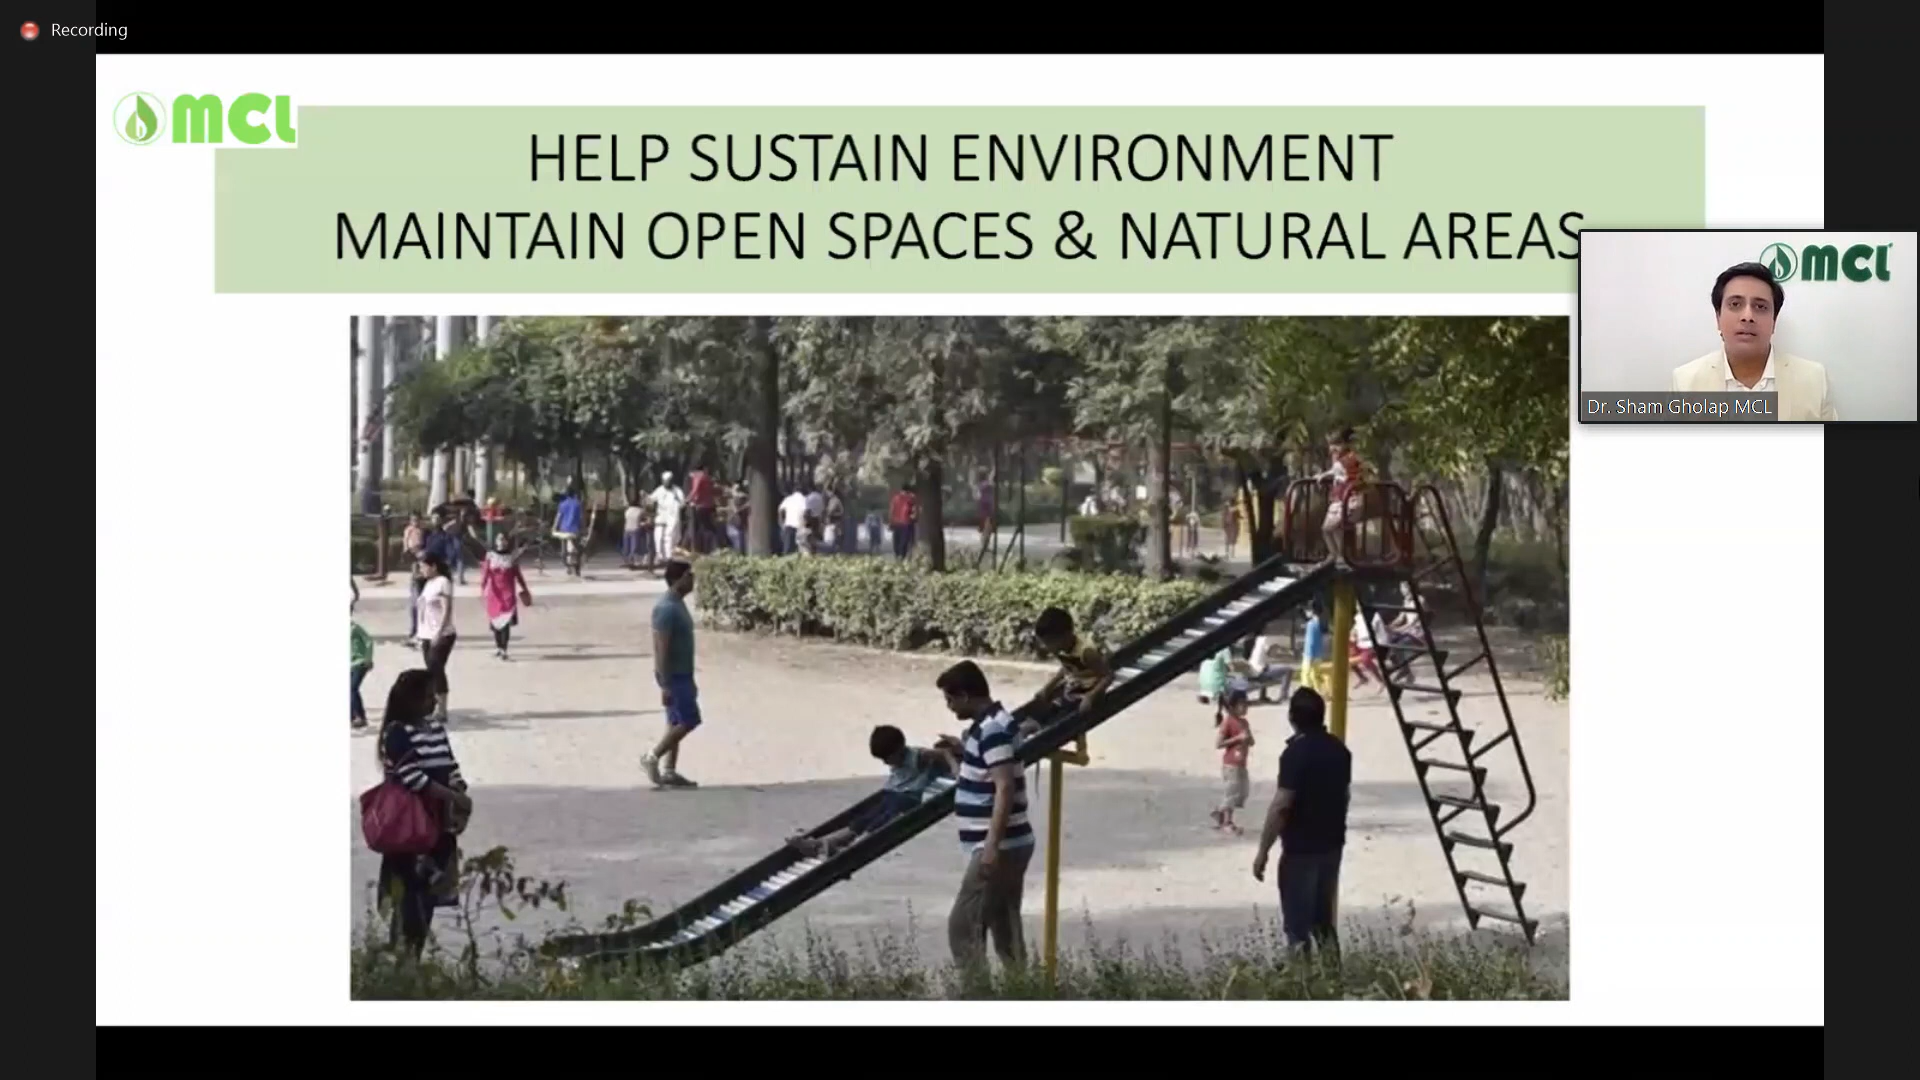 Recording
MCL
HELP SUSTAIN ENVIRONMENT
MAINTAIN OPEN SPACES & NATURAL AREAS
MCL
Dr. Sham Gholap MCL